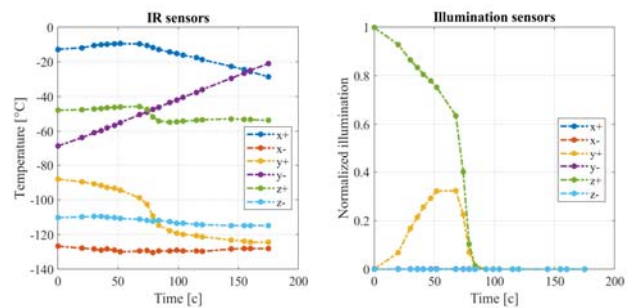 IR sensors
0
-20
-40
-60
-80
-100
-120
-140
Temperature [°C]
x+
x-
y+
y-
z+
z-
0
50
100
150
200
Time [c]
Illumination sensors
1
0.8
0.6
0.4
0.2
0
Normalized illumination
x+
x-
y+
y-
z+
z-
0
50
100
150
200
Time [c]